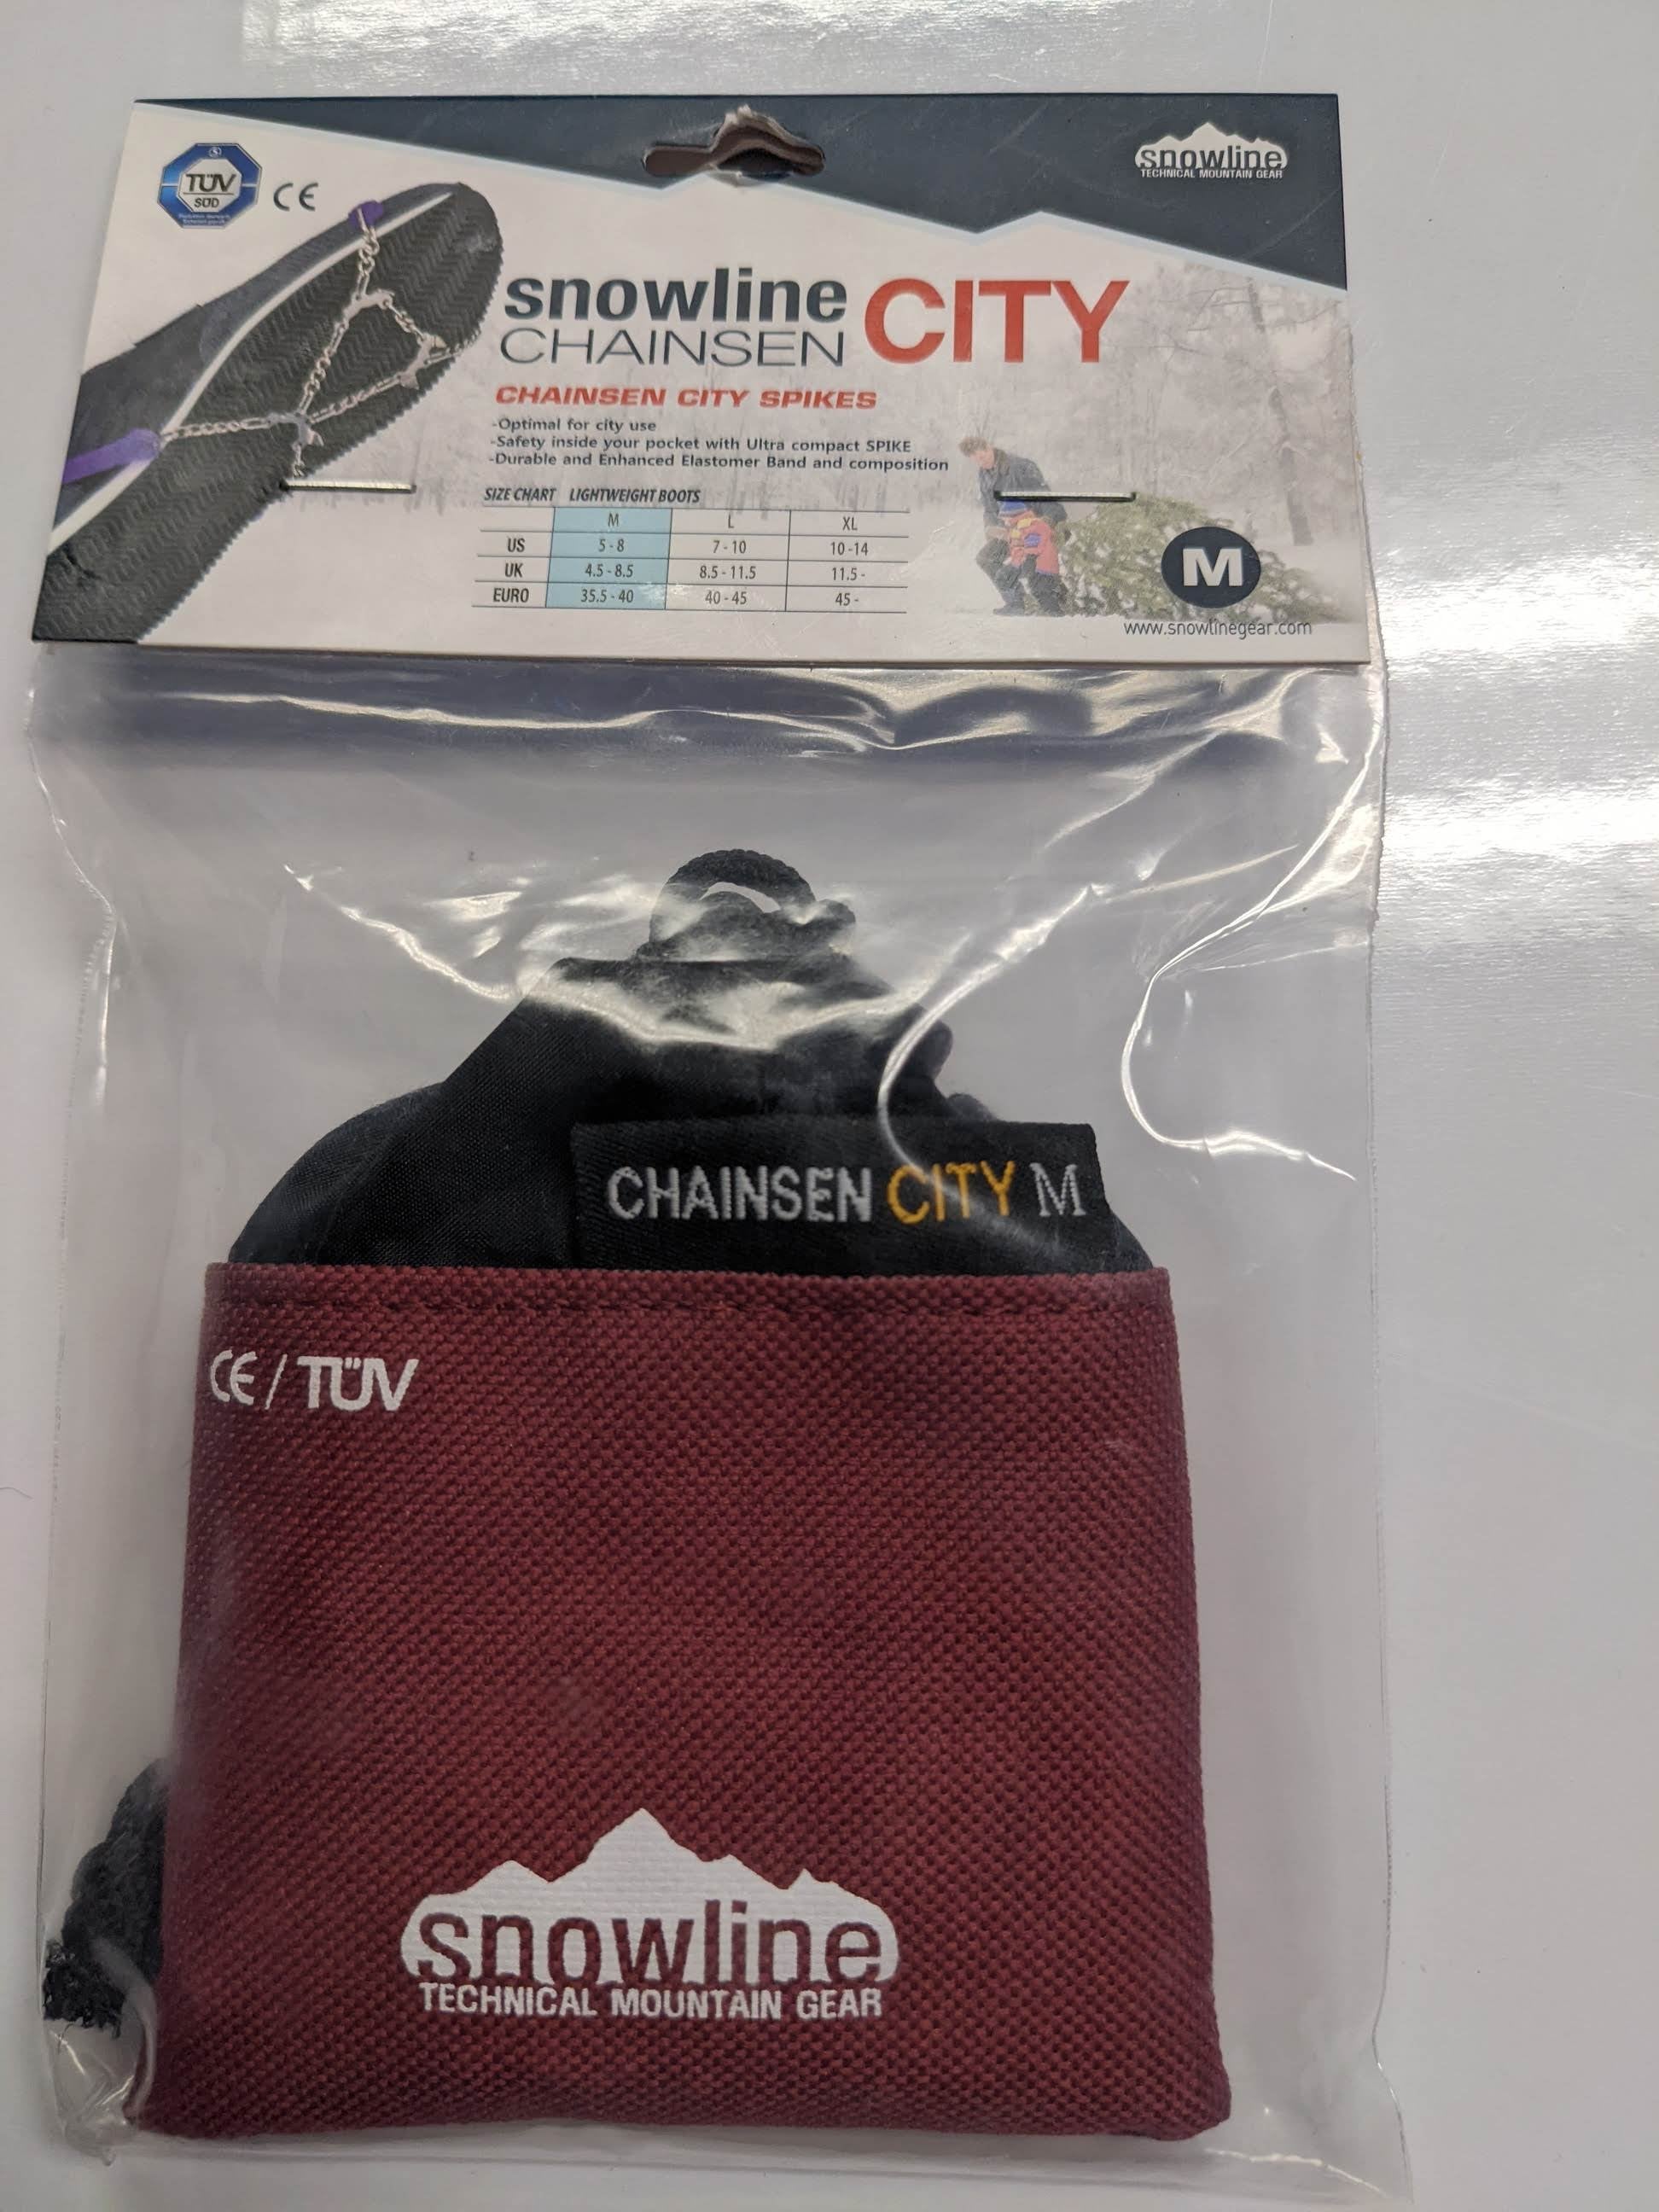 TÜV
SÜD
CE
snowline
TECHNICAL MOUNTAIN GEAR
snowline
CHAINSEN CITY
CHAINSEN CITY SPIKES
-Optimal for city use
-Safety inside your pocket with Ultra compact SPIKE
-Durable and Enhanced Elastomer Band and composition
SIZE CHART LIGHTWEIGHT BOOTS
M L XL
US 5 - 8 7 - 10 10 -14
UK 4.5 - 8.5 8.5 - 11.5 11.5 -
EURO 35.5 - 40 40 - 45 45 -
M
www.snowlinegear.com
CHAINSEN CITY M
CE / TÜV
snowline
TECHNICAL MOUNTAIN GEAR